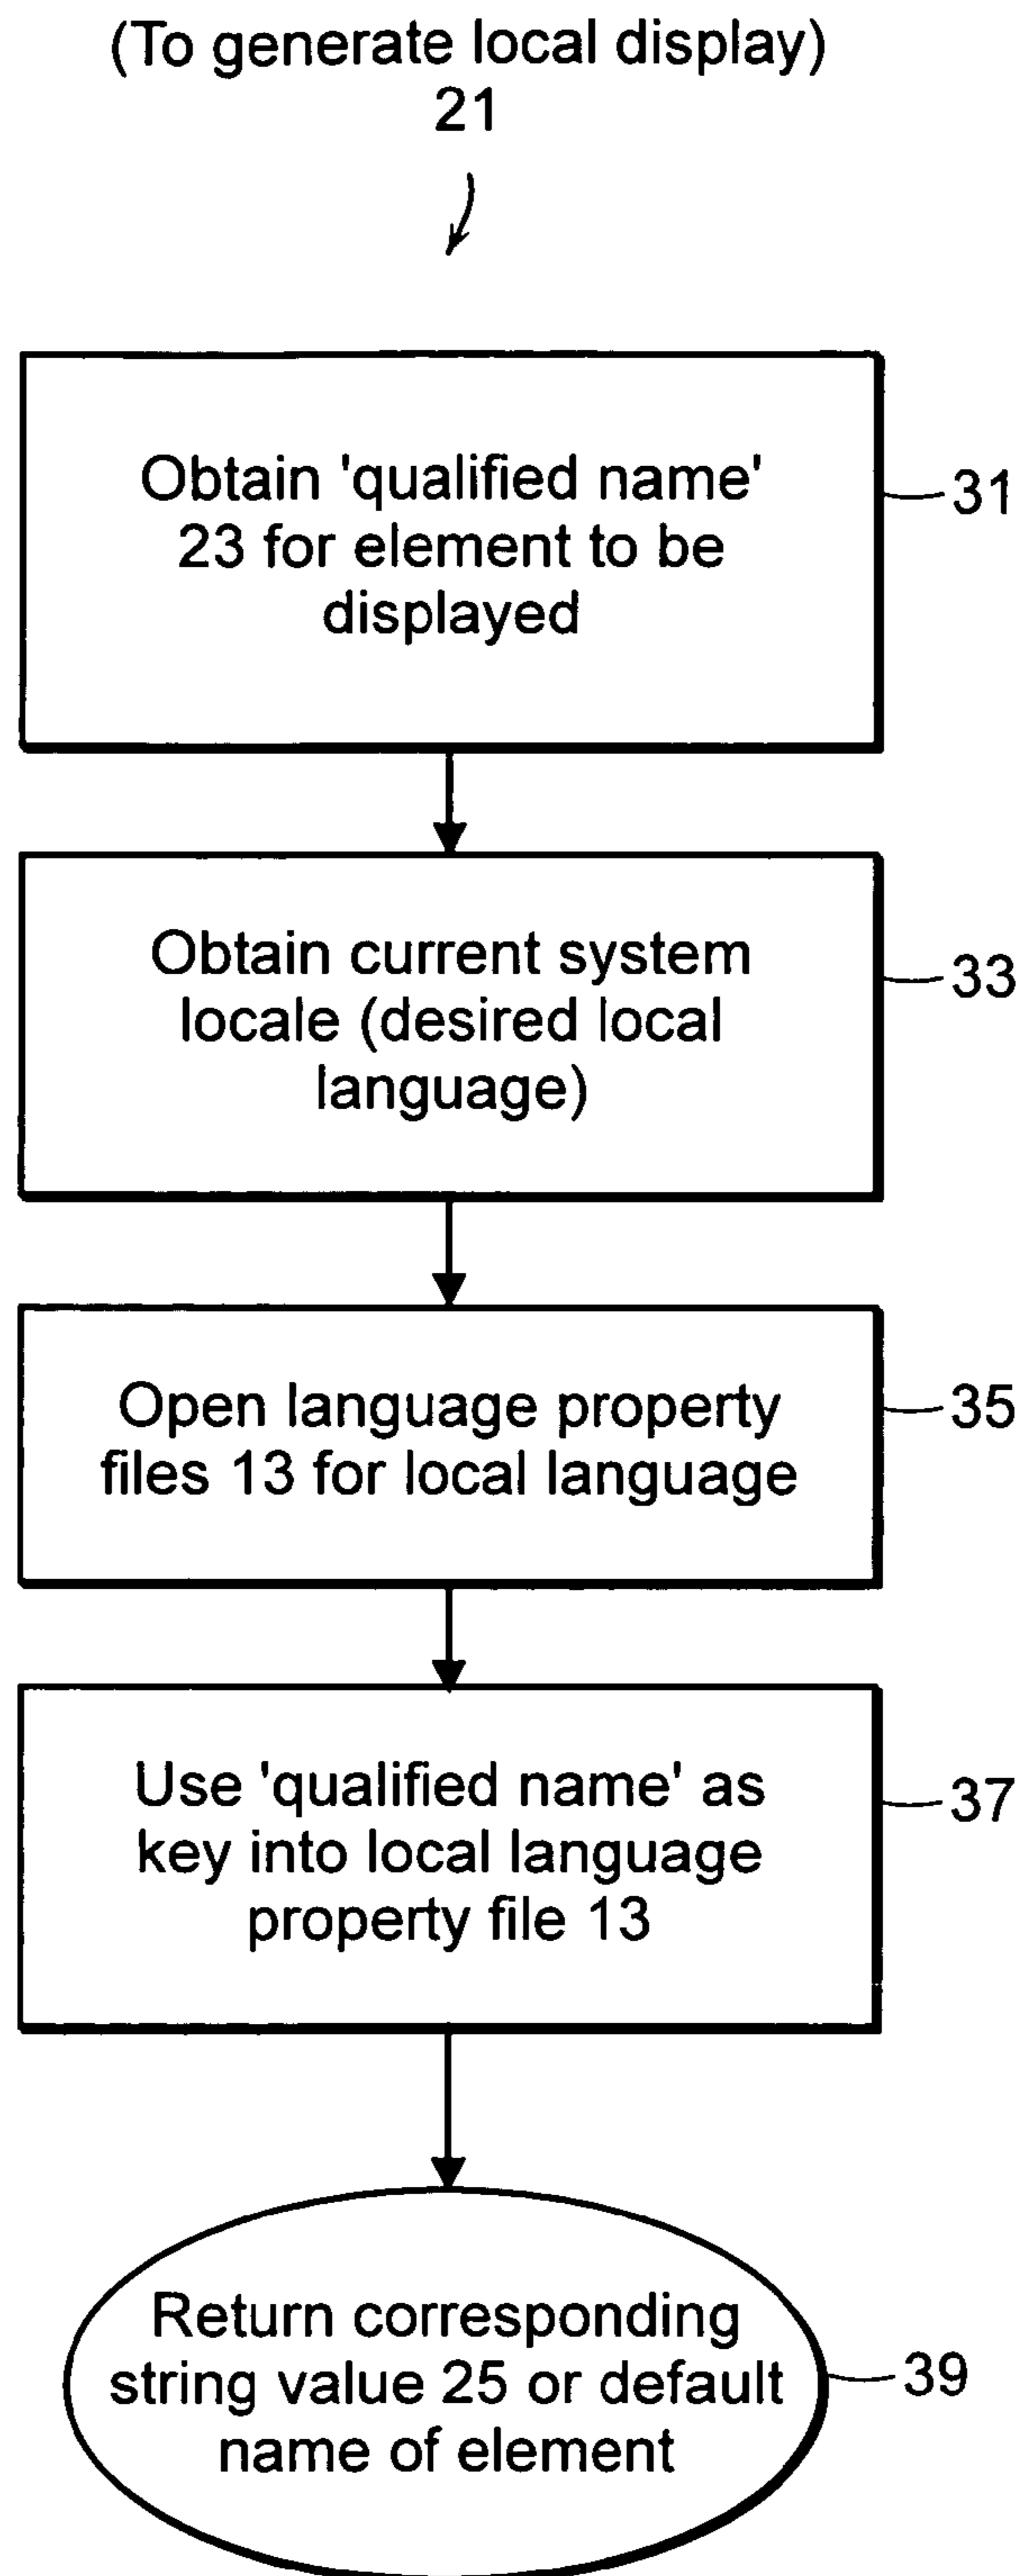 (To generate local display)
21
Obtain 'qualified name'
23 for element to be
displayed
31
Obtain current system
locale (desired local
language)
33
Open language property
files 13 for local language
35
Use 'qualified name' as
key into local language
property file 13
37
Return corresponding
string value 25 or default
name of element
39